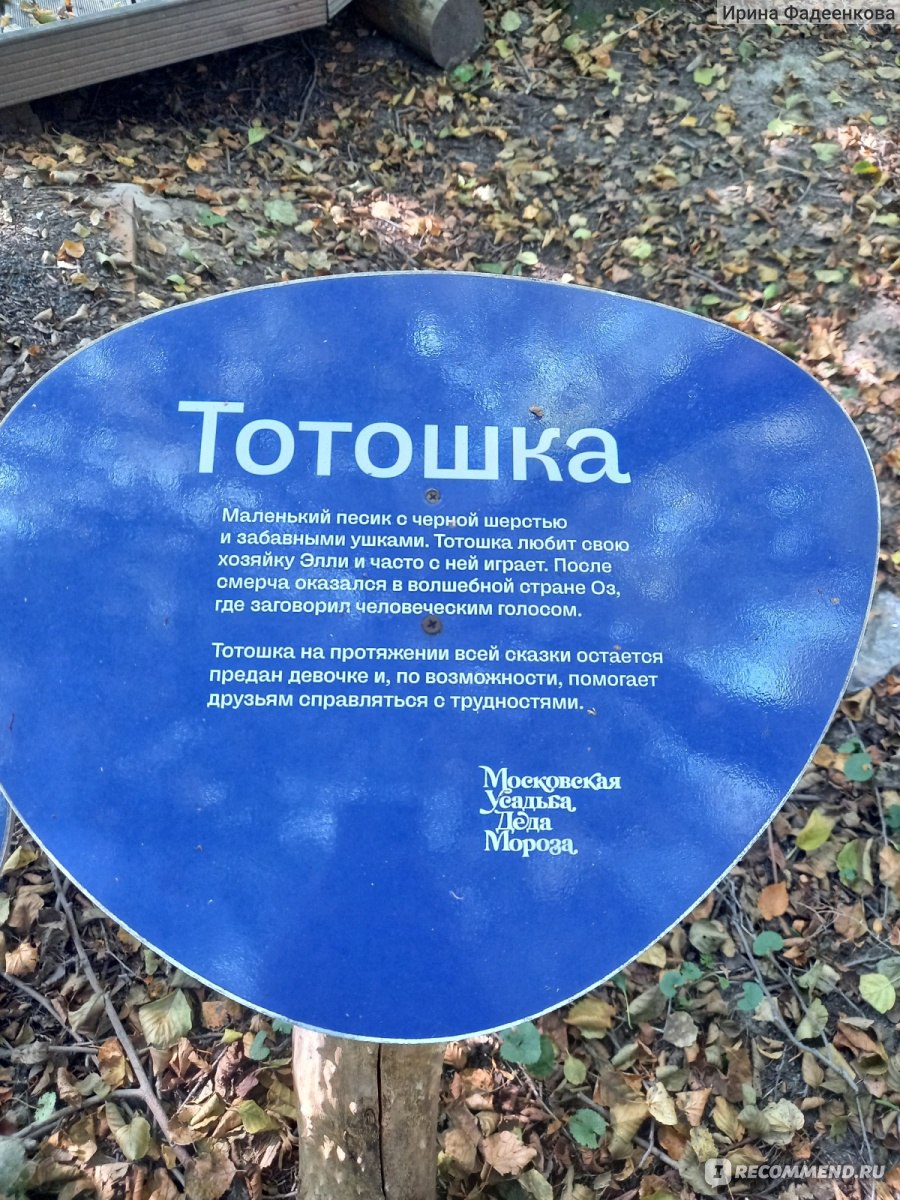 Ирина Фадеенкова
Тотошка
Маленький песик с черной шерстью
и забавными ушками. Тотошка любит свою
хозяйку Элли и часто с ней играет. После
смерча оказался в волшебной стране Оз,
где заговорил человеческим голосом.
Тотошка на протяжении всей сказки остается
предан девочке и, по возможности, помогает
друзьям справляться с трудностями.
Московская
Усадьба
Деда
Мороза
RECOMMEND.RU